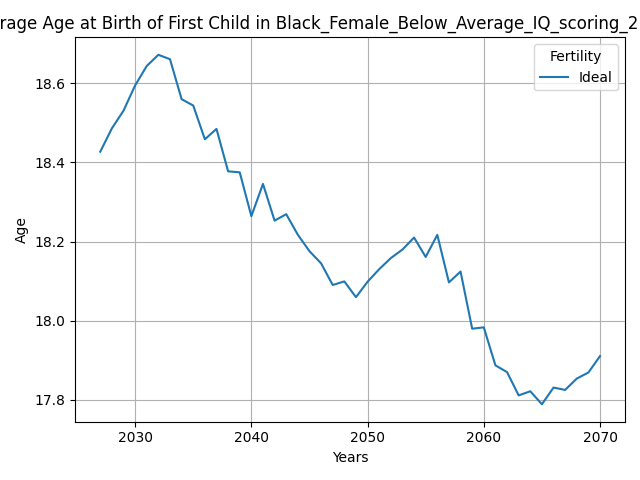 rage Age at Birth of First Child in Black_Female_Below_Average_IQ_scoring_2
Fertility
Ideal
18.6
18.4
18.2
18.0
17.8
Age
2030 2040 2050 2060 2070
Years